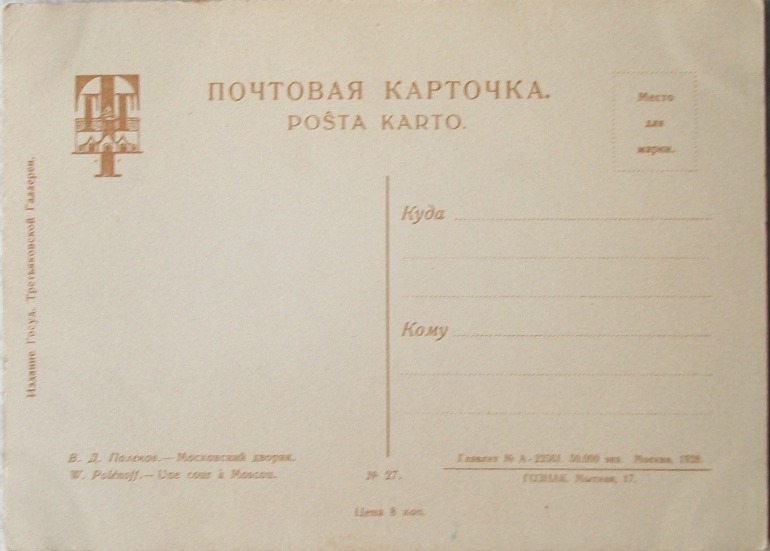 ПОЧТОВАЯ КАРТОЧКА.
POŜTA KARTO.
Место
для
марки.
Издание Госуд. Третьяковской Галлереи.
Куда
Кому
В. Д. Поленов.— Московский дворик.
W. Polénoff.— Une cour à Moscou.
№ 27.
Главлит № А - 22561. 50.000 экз. Москва, 1928.
ГОЗНАК. Мытная, 17.
Цена 8 коп.